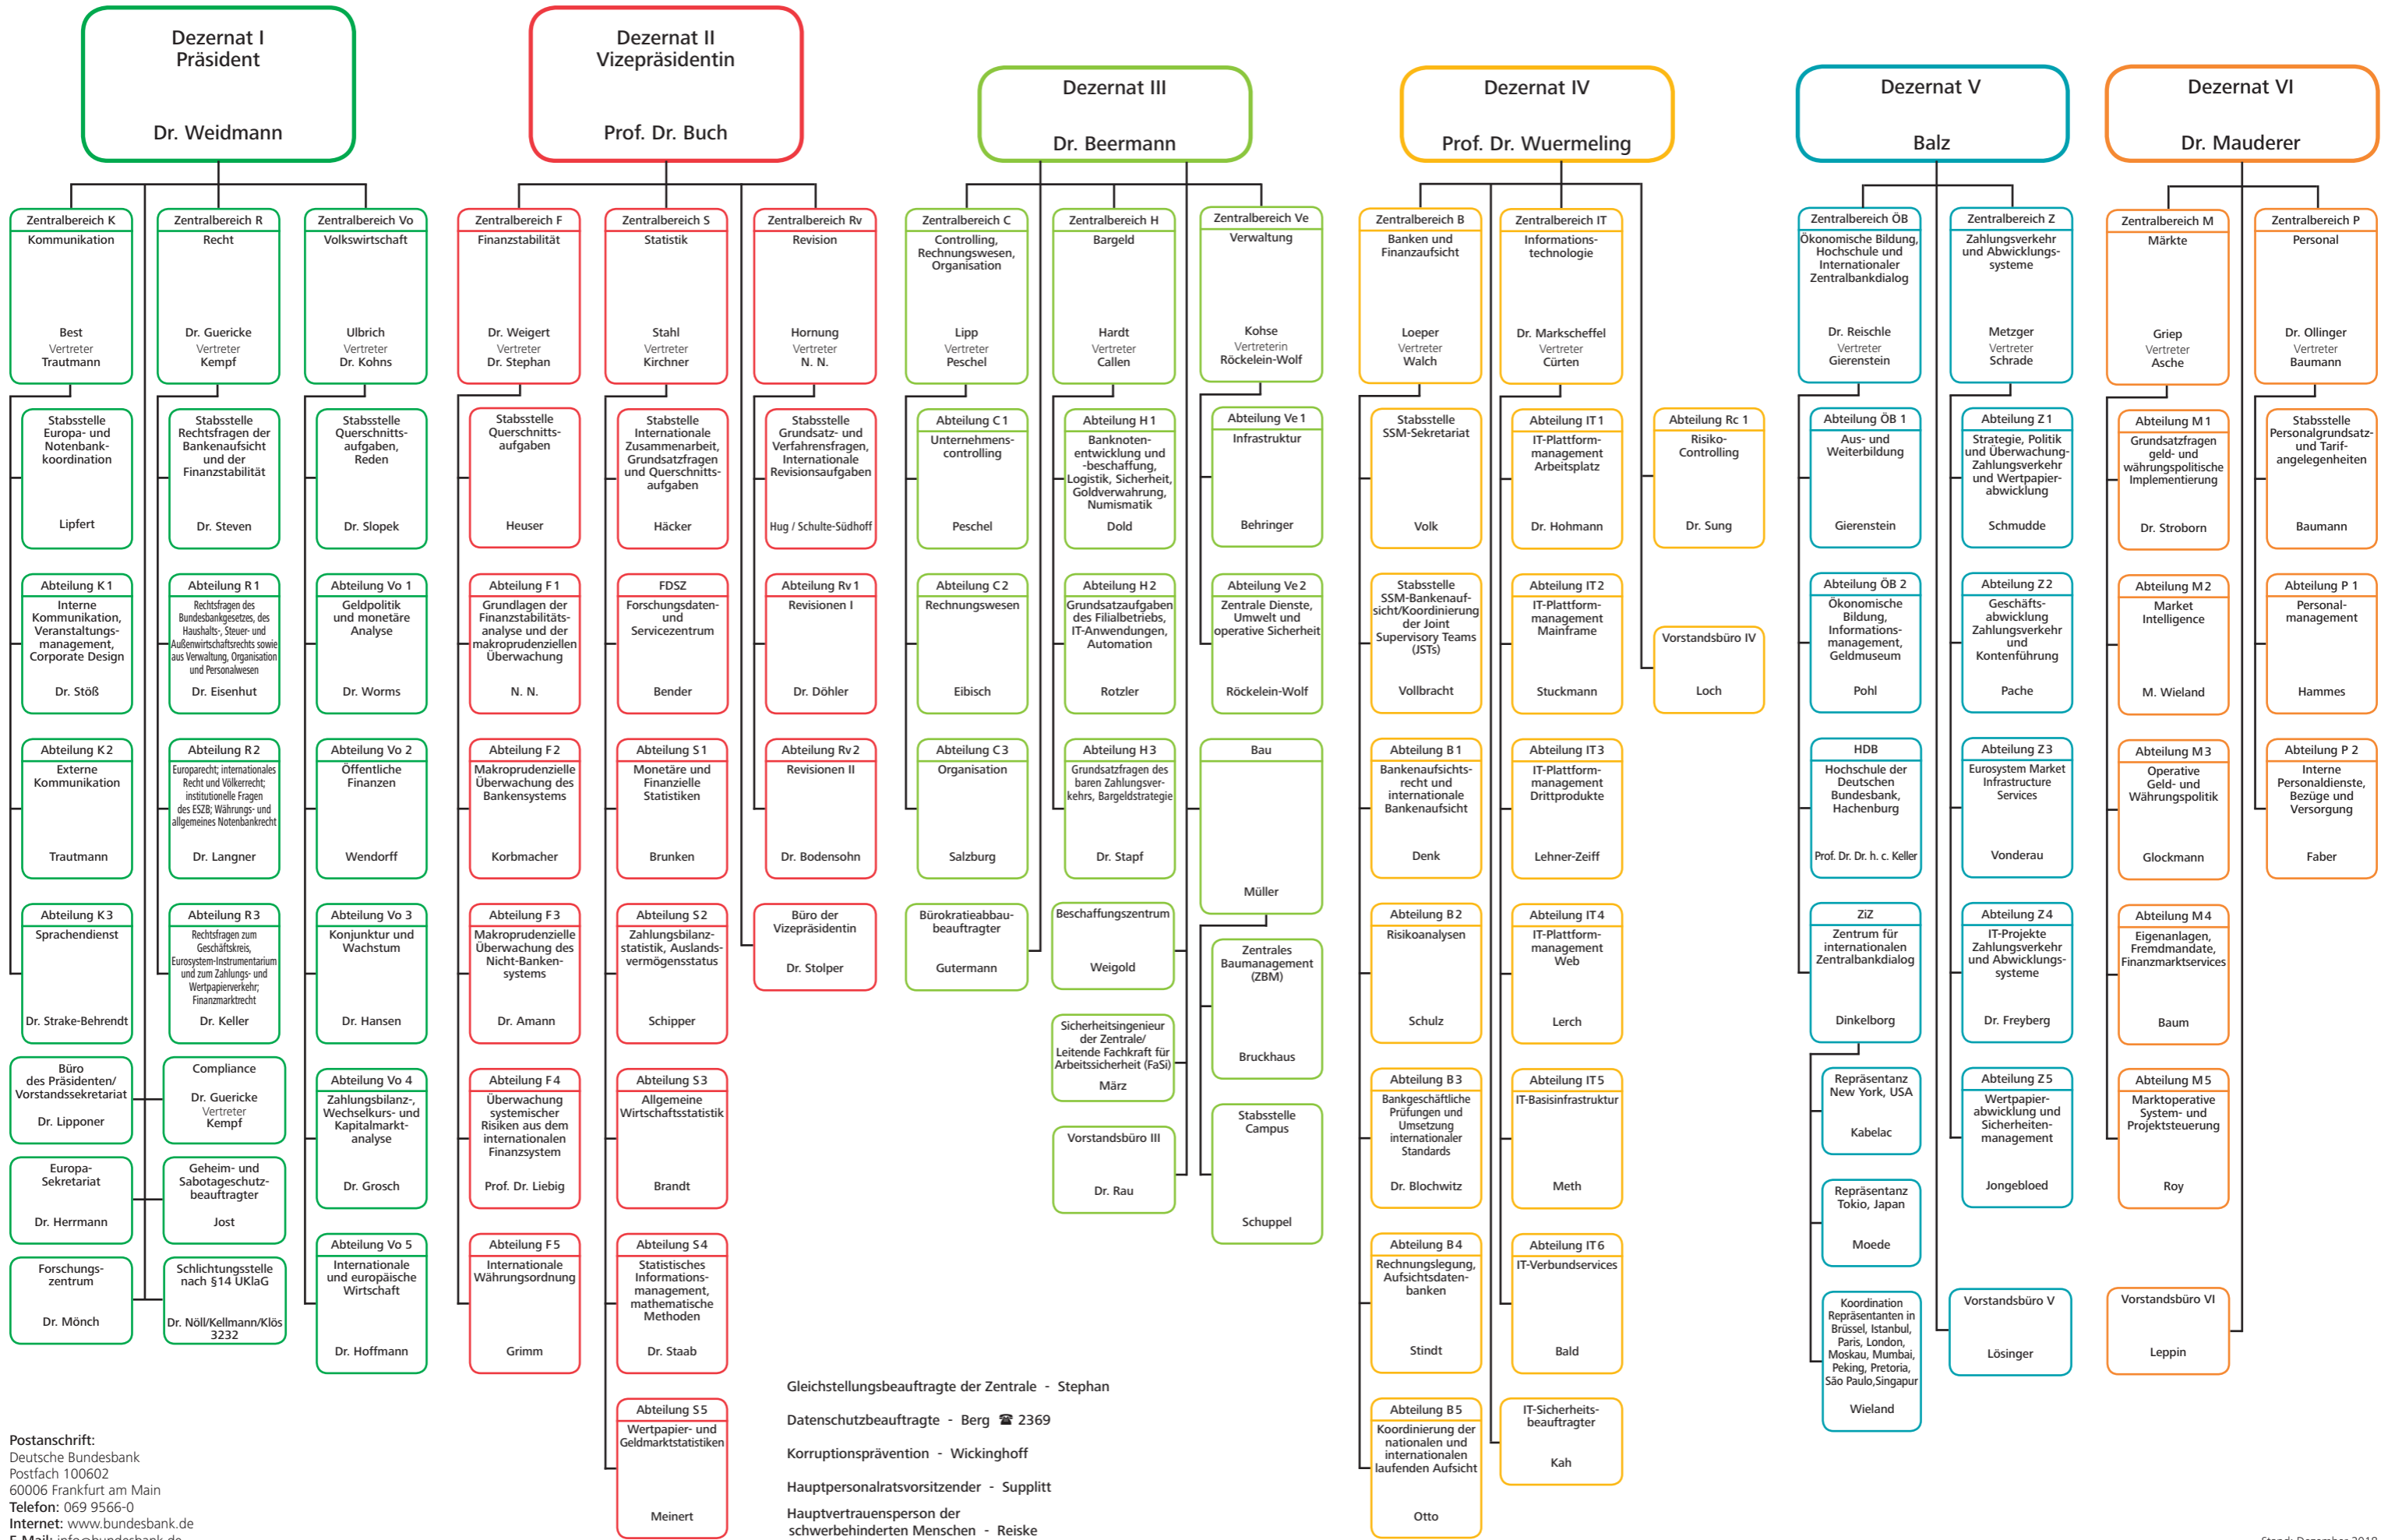 Dezernat I
Präsident
Dr. Weidmann
Zentralbereich K
Kommunikation
Best
Vertreter
Trautmann
Stabsstelle
Europa- und
Notenbank-
koordination
Lipfert
Abteilung K 1
Interne
Kommunikation,
Veranstaltungs-
management,
Corporate Design
Dr. Stöß
Abteilung K 2
Externe
Kommunikation
Trautmann
Abteilung K 3
Sprachendienst
Dr. Strake-Behrendt
Büro
des Präsidenten/
Vorstandssekretariat
Dr. Lipponer
Europa-
Sekretariat
Dr. Herrmann
Forschungs-
zentrum
Dr. Mönch
Zentralbereich R
Recht
Dr. Guericke
Vertreter
Kempf
Stabsstelle
Rechtsfragen der
Bankenaufsicht
und der
Finanzstabilität
Dr. Steven
Abteilung R 1
Rechtsfragen des
Bundesbankgesetzes, des
Haushalts-, Steuer- und
Außenwirtschaftsrechts sowie
aus Verwaltung, Organisation
und Personalwesen
Dr. Eisenhut
Abteilung R 2
Europarecht; internationales
Recht und Völkerrecht;
institutionelle Fragen
des ESZB; Währungs- und
allgemeines Notenbankrecht
Dr. Langner
Abteilung R 3
Rechtsfragen zum
Geschäftskreis,
Eurosystem-Instrumentarium
und zum Zahlungs- und
Wertpapierverkehr;
Finanzmarktrecht
Dr. Keller
Compliance
Dr. Guericke
Vertreter
Kempf
Geheim- und
Sabotageschutz-
beauftragter
Jost
Schlichtungsstelle
nach §14 UKlaG
Dr. Nöll/Kellmann/Klös
3232
Zentralbereich Vo
Volkswirtschaft
Ulbrich
Vertreter
Dr. Kohns
Stabsstelle
Querschnitts-
aufgaben,
Reden
Dr. Slopek
Abteilung Vo 1
Geldpolitik
und monetäre
Analyse
Dr. Worms
Abteilung Vo 2
Öffentliche
Finanzen
Wendorff
Abteilung Vo 3
Konjunktur und
Wachstum
Dr. Hansen
Abteilung Vo 4
Zahlungsbilanz-,
Wechselkurs- und
Kapitalmarkt-
analyse
Dr. Grosch
Abteilung Vo 5
Internationale
und europäische
Wirtschaft
Dr. Hoffmann
Dezernat II
Vizepräsidentin
Prof. Dr. Buch
Zentralbereich F
Finanzstabilität
Dr. Weigert
Vertreter
Dr. Stephan
Stabsstelle
Querschnitts-
aufgaben
Heuser
Abteilung F 1
Grundlagen der
Finanzstabilitäts-
analyse und der
makroprudenziellen
Überwachung
N. N.
Abteilung F 2
Makroprudenzielle
Überwachung des
Bankensystems
Korbmacher
Abteilung F 3
Makroprudenzielle
Überwachung des
Nicht-Banken-
systems
Dr. Amann
Abteilung F 4
Überwachung
systemischer
Risiken aus dem
internationalen
Finanzsystem
Prof. Dr. Liebig
Abteilung F 5
Internationale
Währungsordnung
Grimm
Zentralbereich S
Statistik
Stahl
Vertreter
Kirchner
Stabstelle
Internationale
Zusammenarbeit,
Grundsatzfragen
und Querschnitts-
aufgaben
Häcker
FDSZ
Forschungsdaten-
und
Servicezentrum
Bender
Abteilung S 1
Monetäre und
Finanzielle
Statistiken
Brunken
Abteilung S 2
Zahlungsbilanz-
statistik, Auslands-
vermögensstatus
Schipper
Abteilung S 3
Allgemeine
Wirtschaftsstatistik
Brandt
Abteilung S 4
Statistisches
Informations-
management,
mathematische
Methoden
Dr. Staab
Abteilung S 5
Wertpapier- und
Geldmarktstatistiken
Meinert
Zentralbereich Rv
Revision
Hornung
Vertreter
N. N.
Stabsstelle
Grundsatz- und
Verfahrensfragen,
Internationale
Revisionsaufgaben
Hug / Schulte-Südhoff
Abteilung Rv 1
Revisionen I
Dr. Döhler
Abteilung Rv 2
Revisionen II
Dr. Bodensohn
Büro der
Vizepräsidentin
Dr. Stolper
Dezernat III
Dr. Beermann
Zentralbereich C
Controlling,
Rechnungswesen,
Organisation
Lipp
Vertreter
Peschel
Abteilung C 1
Unternehmens-
controlling
Peschel
Abteilung C 2
Rechnungswesen
Eibisch
Abteilung C 3
Organisation
Salzburg
Bürokratieabbau-
beauftragter
Gutermann
Zentralbereich H
Bargeld
Hardt
Vertreter
Callen
Abteilung H 1
Banknoten-
entwicklung und
-beschaffung,
Logistik, Sicherheit,
Goldverwahrung,
Numismatik
Dold
Abteilung H 2
Grundsatzaufgaben
des Filialbetriebs,
IT-Anwendungen,
Automation
Rotzler
Abteilung H 3
Grundsatzfragen des
baren Zahlungsver-
kehrs, Bargeldstrategie
Dr. Stapf
Beschaffungszentrum
Weigold
Sicherheitsingenieur
der Zentrale/
Leitende Fachkraft für
Arbeitssicherheit (FaSi)
März
Vorstandsbüro III
Dr. Rau
Zentralbereich Ve
Verwaltung
Kohse
Vertreterin
Röckelein-Wolf
Abteilung Ve 1
Infrastruktur
Behringer
Abteilung Ve 2
Zentrale Dienste,
Umwelt und
operative Sicherheit
Röckelein-Wolf
Bau
Müller
Zentrales
Baumanagement
(ZBM)
Bruckhaus
Stabsstelle
Campus
Schuppel
Dezernat IV
Prof. Dr. Wuermeling
Zentralbereich B
Banken und
Finanzaufsicht
Loeper
Vertreter
Walch
Stabsstelle
SSM-Sekretariat
Volk
Stabsstelle
SSM-Bankenauf-
sicht/Koordinierung
der Joint
Supervisory Teams
(JSTs)
Vollbracht
Abteilung B 1
Bankenaufsichts-
recht und
internationale
Bankenaufsicht
Denk
Abteilung B 2
Risikoanalysen
Schulz
Abteilung B 3
Bankgeschäftliche
Prüfungen und
Umsetzung
internationaler
Standards
Dr. Blochwitz
Abteilung B 4
Rechnungslegung,
Aufsichtsdaten-
banken
Stindt
Abteilung B 5
Koordinierung der
nationalen und
internationalen
laufenden Aufsicht
Otto
Zentralbereich IT
Informations-
technologie
Dr. Markscheffel
Vertreter
Cürten
Abteilung IT 1
IT-Plattform-
management
Arbeitsplatz
Dr. Hohmann
Abteilung IT 2
IT-Plattform-
management
Mainframe
Stuckmann
Abteilung IT 3
IT-Plattform-
management
Drittprodukte
Lehner-Zeiff
Abteilung IT 4
IT-Plattform-
management
Web
Lerch
Abteilung IT 5
IT-Basisinfrastruktur
Meth
Abteilung IT 6
IT-Verbundservices
Bald
IT-Sicherheits-
beauftragter
Kah
Abteilung Rc 1
Risiko-
Controlling
Dr. Sung
Vorstandsbüro IV
Loch
Dezernat V
Balz
Zentralbereich ÖB
Ökonomische Bildung,
Hochschule und
Internationaler
Zentralbankdialog
Dr. Reischle
Vertreter
Gierenstein
Abteilung ÖB 1
Aus- und
Weiterbildung
Gierenstein
Abteilung ÖB 2
Ökonomische
Bildung,
Informations-
management,
Geldmuseum
Pohl
HDB
Hochschule der
Deutschen
Bundesbank,
Hachenburg
Prof. Dr. Dr. h. c. Keller
ZiZ
Zentrum für
internationalen
Zentralbankdialog
Dinkelborg
Repräsentanz
New York, USA
Kabelac
Repräsentanz
Tokio, Japan
Moede
Koordination
Repräsentanten in
Brüssel, Istanbul,
Paris, London,
Moskau, Mumbai,
Peking, Pretoria,
São Paulo,Singapur
Wieland
Zentralbereich Z
Zahlungsverkehr
und Abwicklungs-
systeme
Metzger
Vertreter
Schrade
Abteilung Z 1
Strategie, Politik
und Überwachung-
Zahlungsverkehr
und Wertpapier-
abwicklung
Schmudde
Abteilung Z 2
Geschäfts-
abwicklung
Zahlungsverkehr
und
Kontenführung
Pache
Abteilung Z 3
Eurosystem Market
Infrastructure
Services
Vonderau
Abteilung Z 4
IT-Projekte
Zahlungsverkehr
und Abwicklungs-
systeme
Dr. Freyberg
Abteilung Z 5
Wertpapier-
abwicklung und
Sicherheiten-
management
Jongebloed
Vorstandsbüro V
Lösinger
Dezernat VI
Dr. Mauderer
Zentralbereich M
Märkte
Griep
Vertreter
Asche
Abteilung M 1
Grundsatzfragen
geld- und
währungspolitische
Implementierung
Dr. Stroborn
Abteilung M 2
Market
Intelligence
M. Wieland
Abteilung M 3
Operative
Geld- und
Währungspolitik
Glockmann
Abteilung M 4
Eigenanlagen,
Fremdmandate,
Finanzmarktservices
Baum
Abteilung M 5
Marktoperative
System- und
Projektsteuerung
Roy
Vorstandsbüro VI
Leppin
Zentralbereich P
Personal
Dr. Ollinger
Vertreter
Baumann
Stabsstelle
Personalgrundsatz-
und Tarif-
angelegenheiten
Baumann
Abteilung P 1
Personal-
management
Hammes
Abteilung P 2
Interne
Personaldienste,
Bezüge und
Versorgung
Faber
Gleichstellungsbeauftragte der Zentrale - Stephan
Datenschutzbeauftragte - Berg ☎ 2369
Korruptionsprävention - Wickinghoff
Hauptpersonalratsvorsitzender - Supplitt
Hauptvertrauensperson der
schwerbehinderten Menschen - Reiske
Postanschrift:
Deutsche Bundesbank
Postfach 100602
60006 Frankfurt am Main
Telefon: 069 9566-0
Internet: www.bundesbank.de
E-Mail: info@bundesbank.de
Stand: Dezember 2018